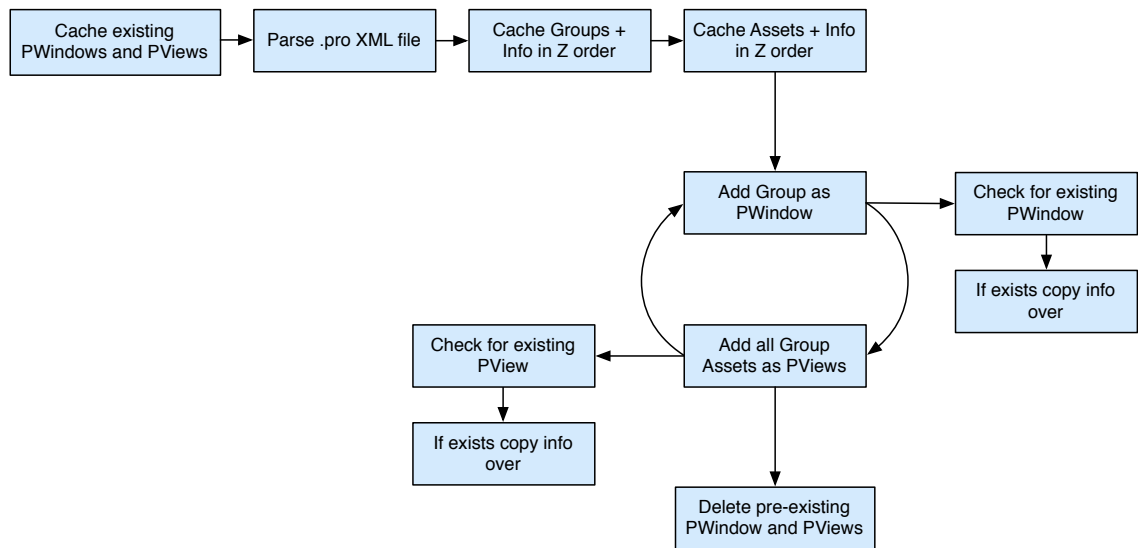 Cache existing
PWindows and PViews
Parse .pro XML file
Cache Groups +
Info in Z order
Cache Assets + Info
in Z order
Add Group as
PWindow
Check for existing
PWindow
If exists copy info
over
Add all Group
Assets as PViews
Check for existing
PView
If exists copy info
over
Delete pre-existing
PWindow and PViews